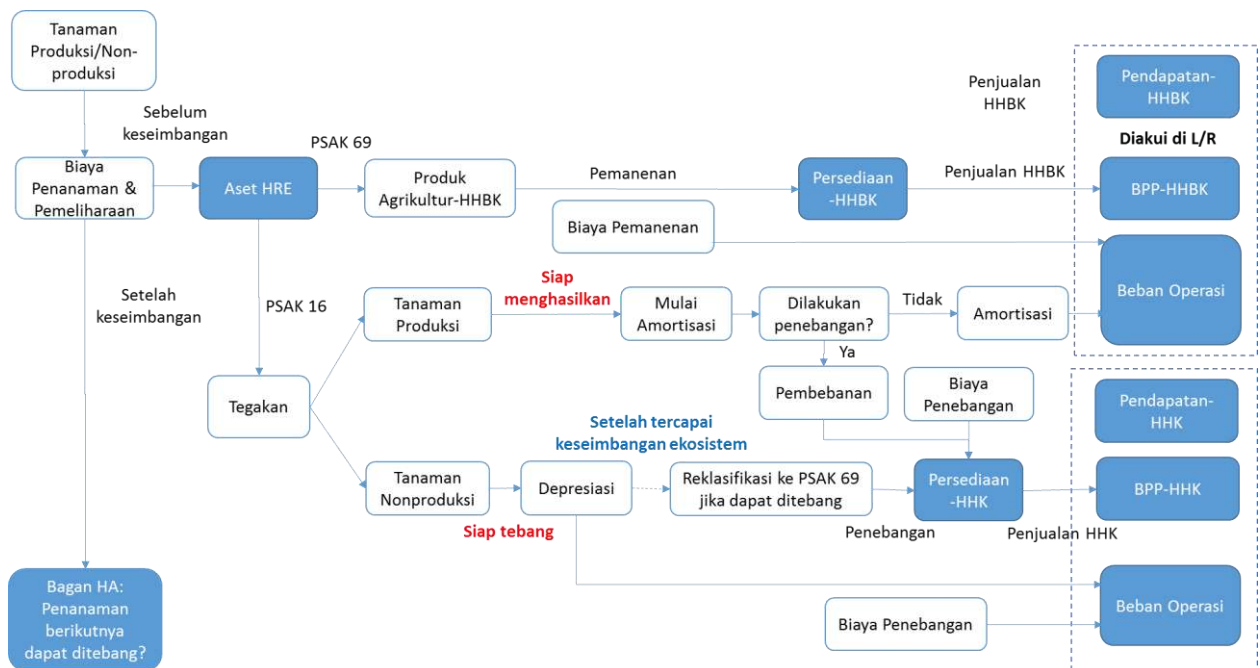 Tanaman
Produksi/Non-
produksi
Sebelum
keseimbangan
PSAK 69
Penjualan
HHBK
Pendapatan-
HHBK
Diakui di L/R
Biaya
Penanaman &
Pemeliharaan
Aset HRE
Produk
Agrikultur-HHBK
Pemanenan
Persediaan
-HHBK
Penjualan HHBK
BPP-HHBK
Biaya Pemanenan
Beban Operasi
Setelah
keseimbangan
PSAK 16
Tanaman
Produksi
Siap
menghasilkan
Mulai
Amortisasi
Dilakukan
penebangan?
Tidak
Amortisasi
Ya
Tegakan
Pembebanan
Biaya
Penebangan
Pendapatan-
HHK
Setelah tercapai
keseimbangan ekosistem
Tanaman
Nonproduksi
Depresiasi
Reklasifikasi ke PSAK 69
jika dapat ditebang
Persediaan
-HHK
BPP-HHK
Siap tebang
Penebangan
Penjualan HHK
Bagan HA:
Penanaman
berikutnya
dapat ditebang?
Biaya Penebangan
Beban Operasi